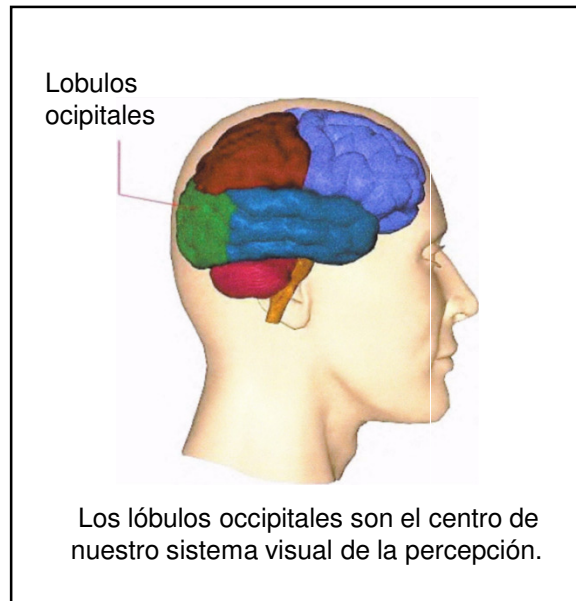 Lobulos
ocipitales
Los lóbulos occipitales son el centro de
nuestro sistema visual de la percepción.